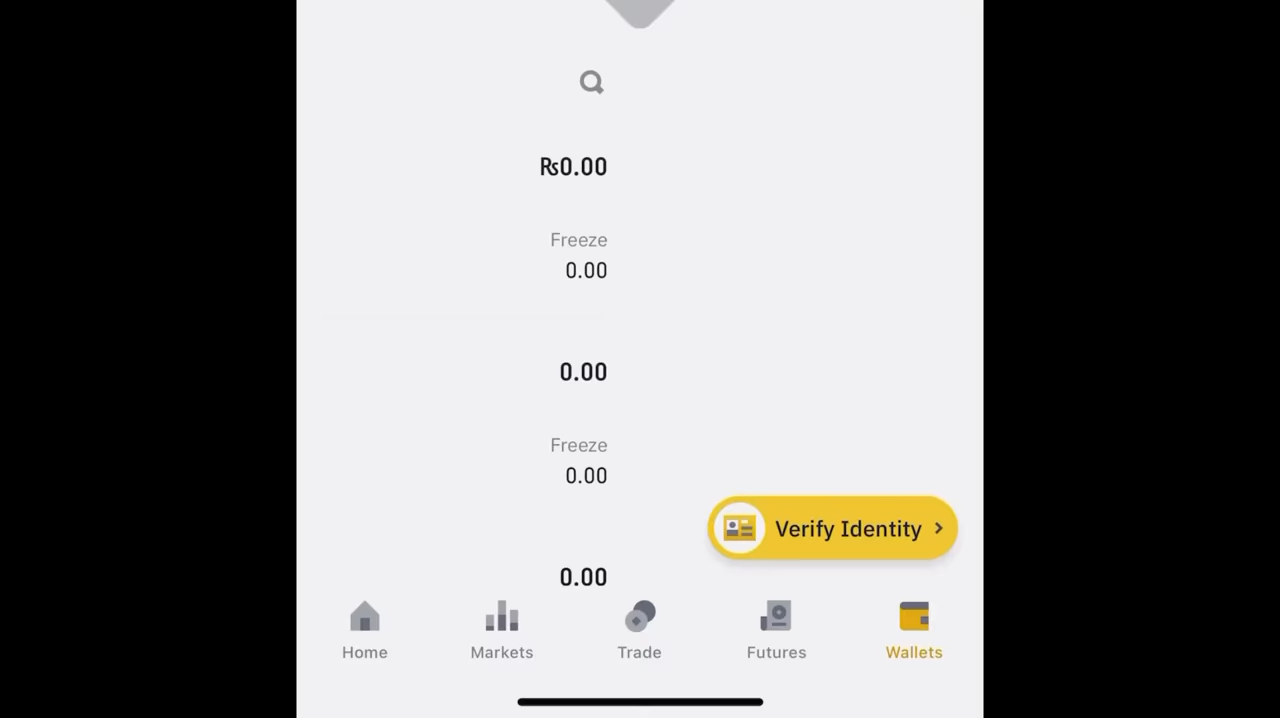 ₨0.00
Freeze
0.00
0.00
Freeze
0.00
Verify Identity
0.00
Home
Markets
Trade
Futures
Wallets